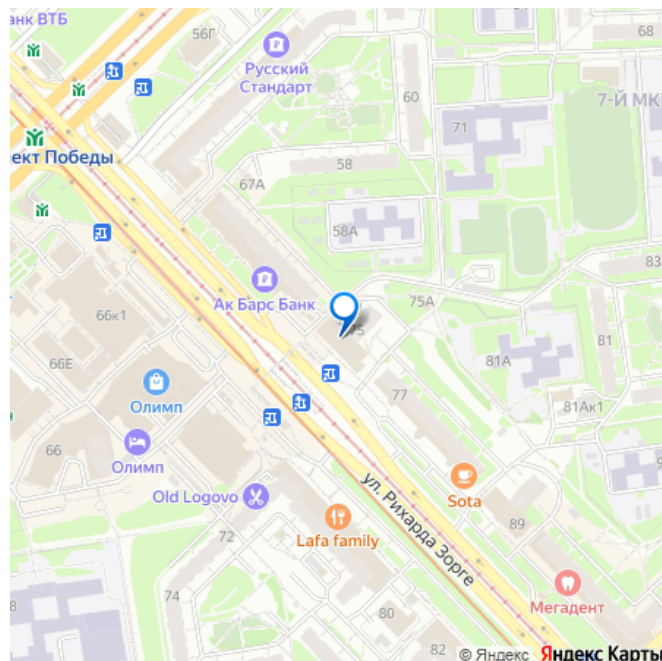 анк ВТБ
56Г
68
Русский
Стандарт
60
7-Й МК
71
ект Победы
58
67А
58А
83
Ак Барс Банк
75А
66к1
75
81А
66Е
77
Олимп
81Ак1
66
Олимп
9
Old Logovo
Sota
ул. Рихарда Зорге
89
72
Lafa family
Мегадент
74
8
80
82
© Яндекс Яндекс Карты